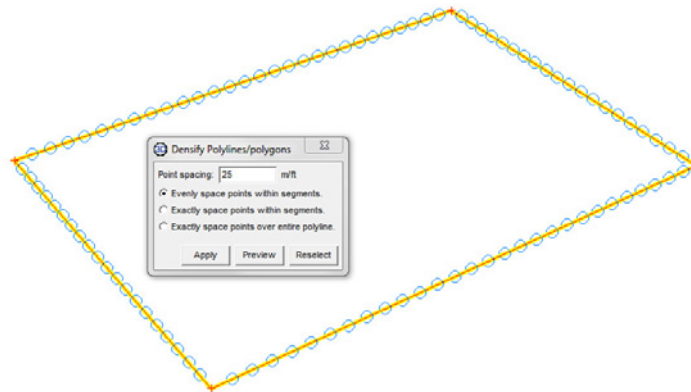 Densify Polylines/polygons
Point spacing: 25 m/ft
Evenly space points within segments.
Exactly space points within segments.
Exactly space points over entire polyline.
Apply Preview Reselect